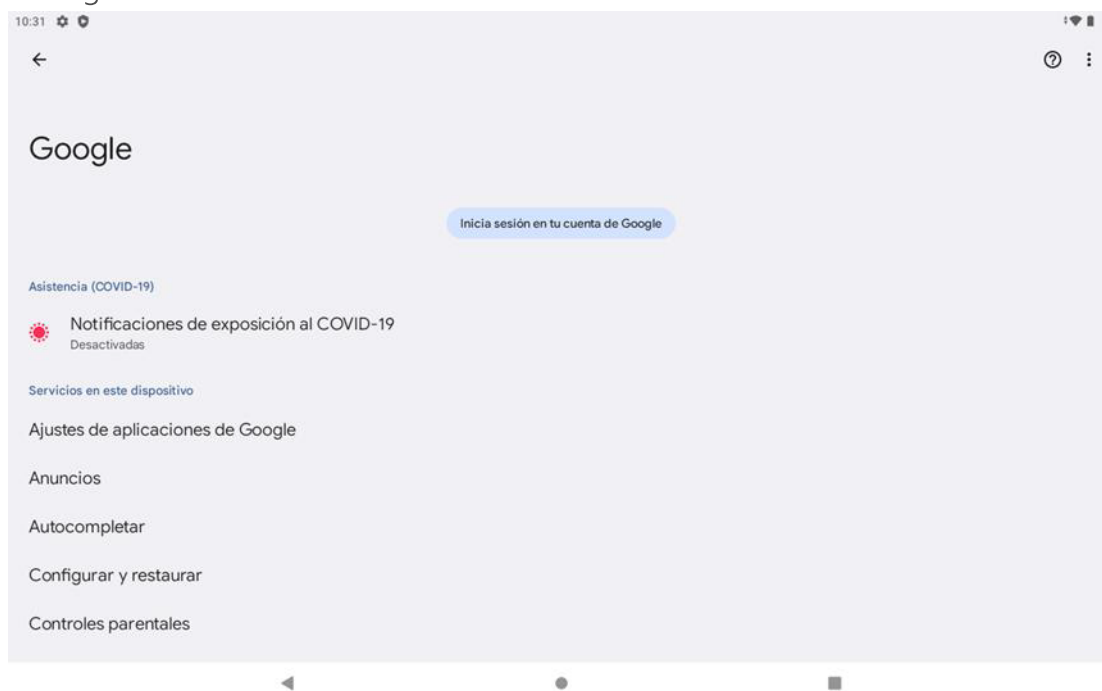 10:31
Google
Inicia sesión en tu cuenta de Google
Asistencia (COVID-19)
Notificaciones de exposición al COVID-19
Desactivadas
Servicios en este dispositivo
Ajustes de aplicaciones de Google
Anuncios
Autocompletar
Configurar y restaurar
Controles parentales